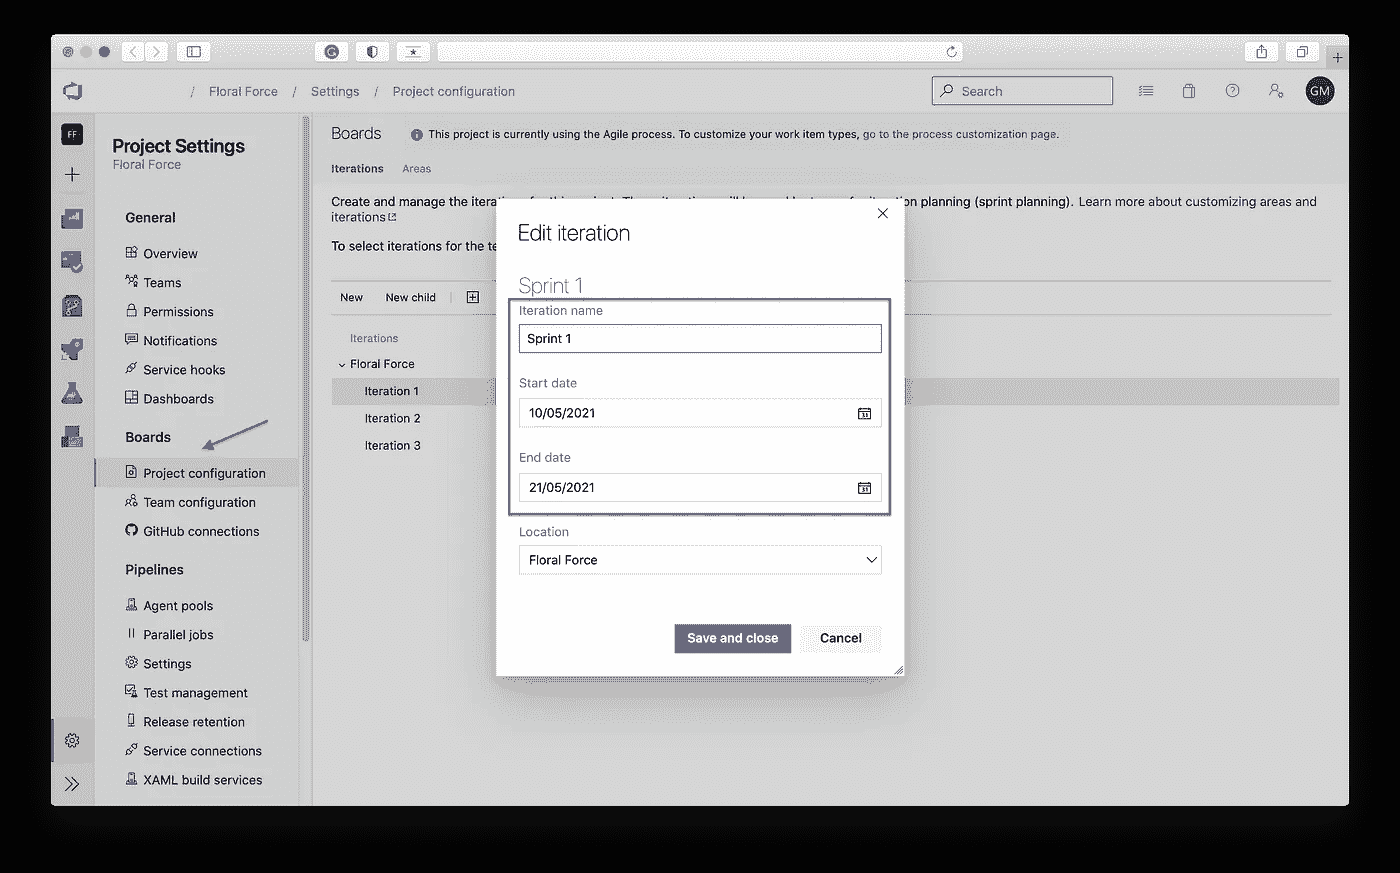 / Floral Force / Settings / Project configuration
Search
GM
FF
Project Settings
Floral Force
General
Overview
Teams
Permissions
Notifications
Service hooks
Dashboards
Boards
Project configuration
Team configuration
GitHub connections
Pipelines
Agent pools
Parallel jobs
Settings
Test management
Release retention
Service connections
XAML build services
Boards
This project is currently using the Agile process. To customize your work item types, go to the process customization page.
Iterations Areas
Create and manage the planning (sprint planning). Learn more about customizing areas and
iterations
To select iterations for the
New New child
Iterations
Floral Force
Iteration 1
Iteration 2
Iteration 3
Edit iteration
Sprint 1
Iteration name
Sprint 1
Start date
10/05/2021
End date
21/05/2021
Location
Floral Force
Save and close Cancel